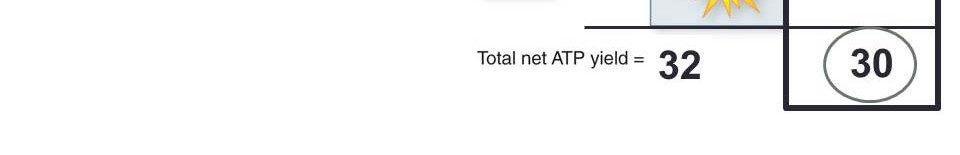 Total net ATP yield = 32 30